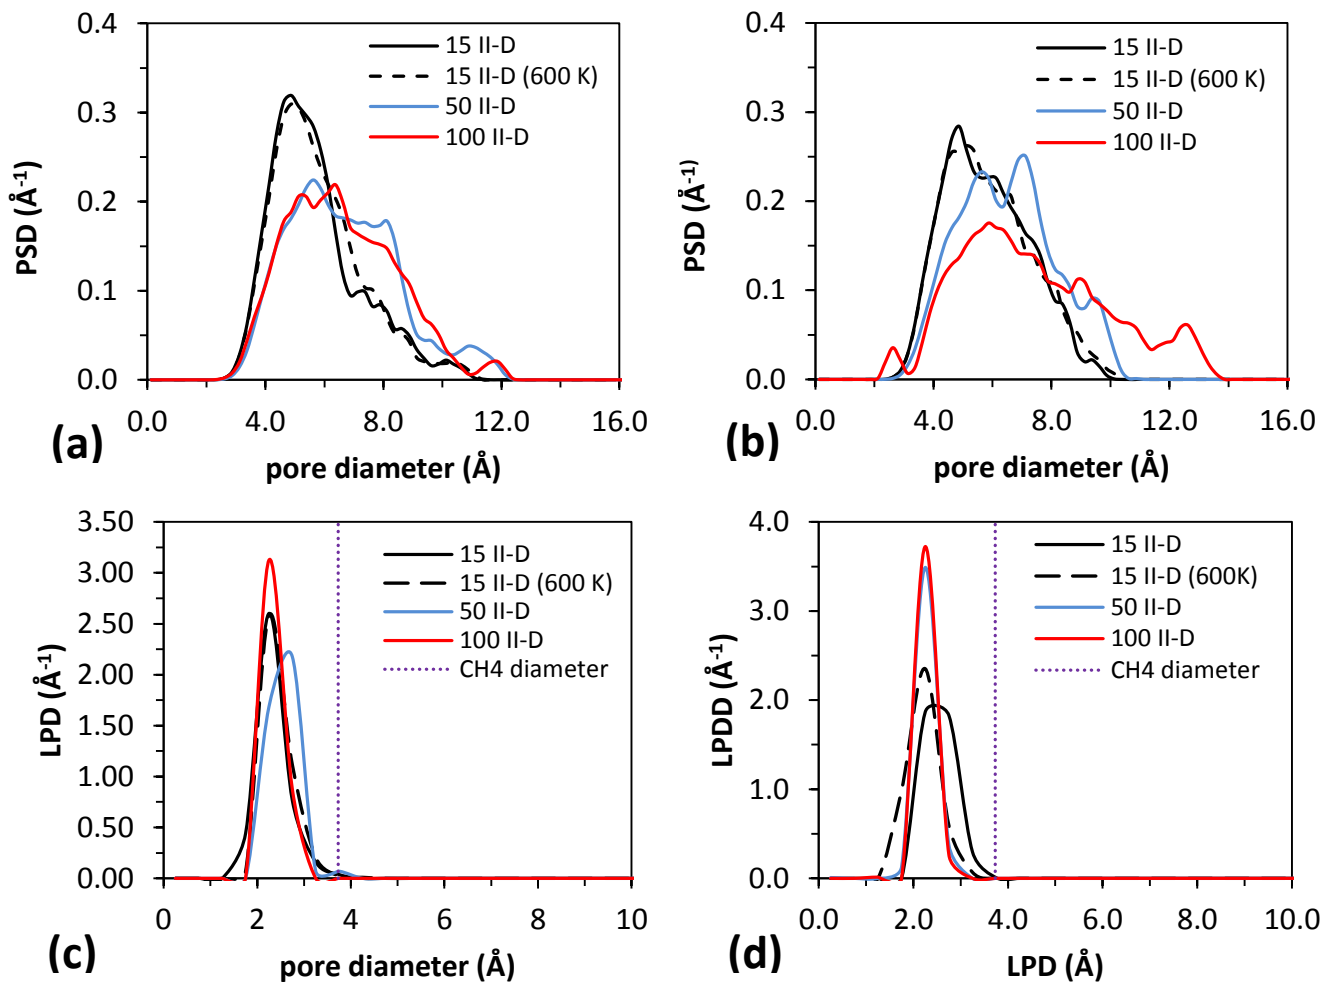 0.4
0.3
0.2
0.1
0.0
PSD (Å⁻¹)
15 II-D
15 II-D (600 K)
50 II-D
100 II-D
0.0 4.0 8.0 12.0 16.0
(a)
pore diameter (Å)
0.4
0.3
0.2
0.1
0.0
PSD (Å⁻¹)
15 II-D
15 II-D (600 K)
50 II-D
100 II-D
0.0 4.0 8.0 12.0 16.0
(b)
pore diameter (Å)
3.50
3.00
2.50
2.00
1.50
1.00
0.50
0.00
LPD (Å⁻¹)
15 II-D
15 II-D (600 K)
50 II-D
100 II-D
CH4 diameter
0 2 4 6 8 10
(c)
pore diameter (Å)
4.0
3.0
2.0
1.0
0.0
LPDD (Å⁻¹)
15 II-D
15 II-D (600K)
50 II-D
100 II-D
CH4 diameter
0.0 2.0 4.0 6.0 8.0 10.0
(d)
LPD (Å)